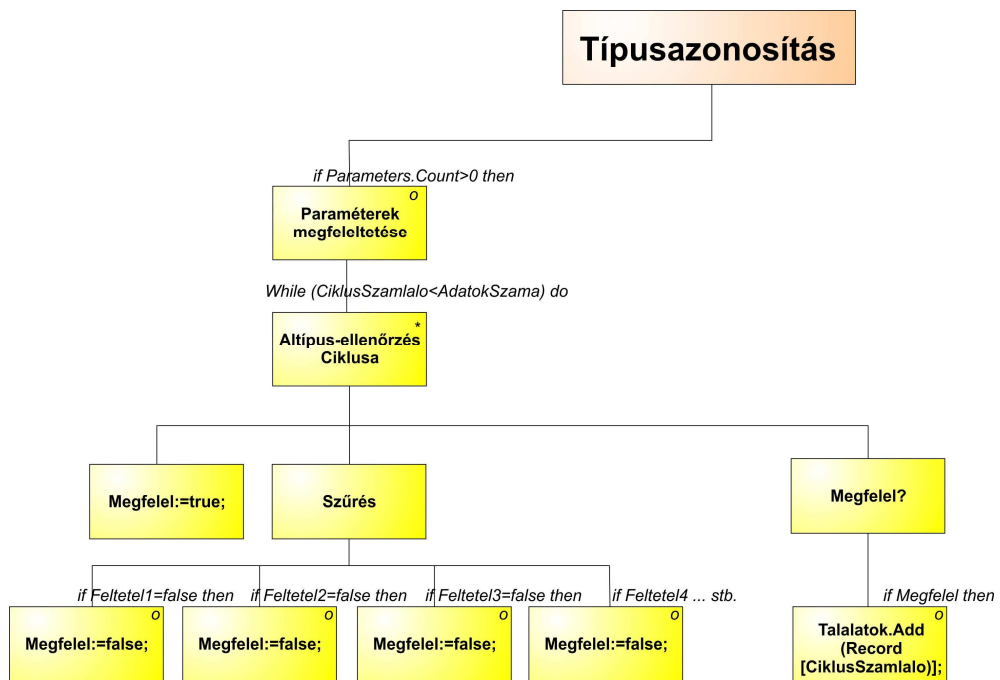 Típusazonosítás
if Parameters.Count>0 then
o
Paraméterek
megfeleltetése
While (CiklusSzamlalo<AdatokSzama) do
*
Altípus-ellenőrzés
Ciklusa
Megfelel:=true;
Szűrés
Megfelel?
if Feltetel1=false then
if Feltetel2=false then
if Feltetel3=false then
if Feltetel4 ... stb.
if Megfelel then
o
Megfelel:=false;
o
Megfelel:=false;
o
Megfelel:=false;
o
Megfelel:=false;
o
Talalatok.Add
(Record
[CiklusSzamlalo)];